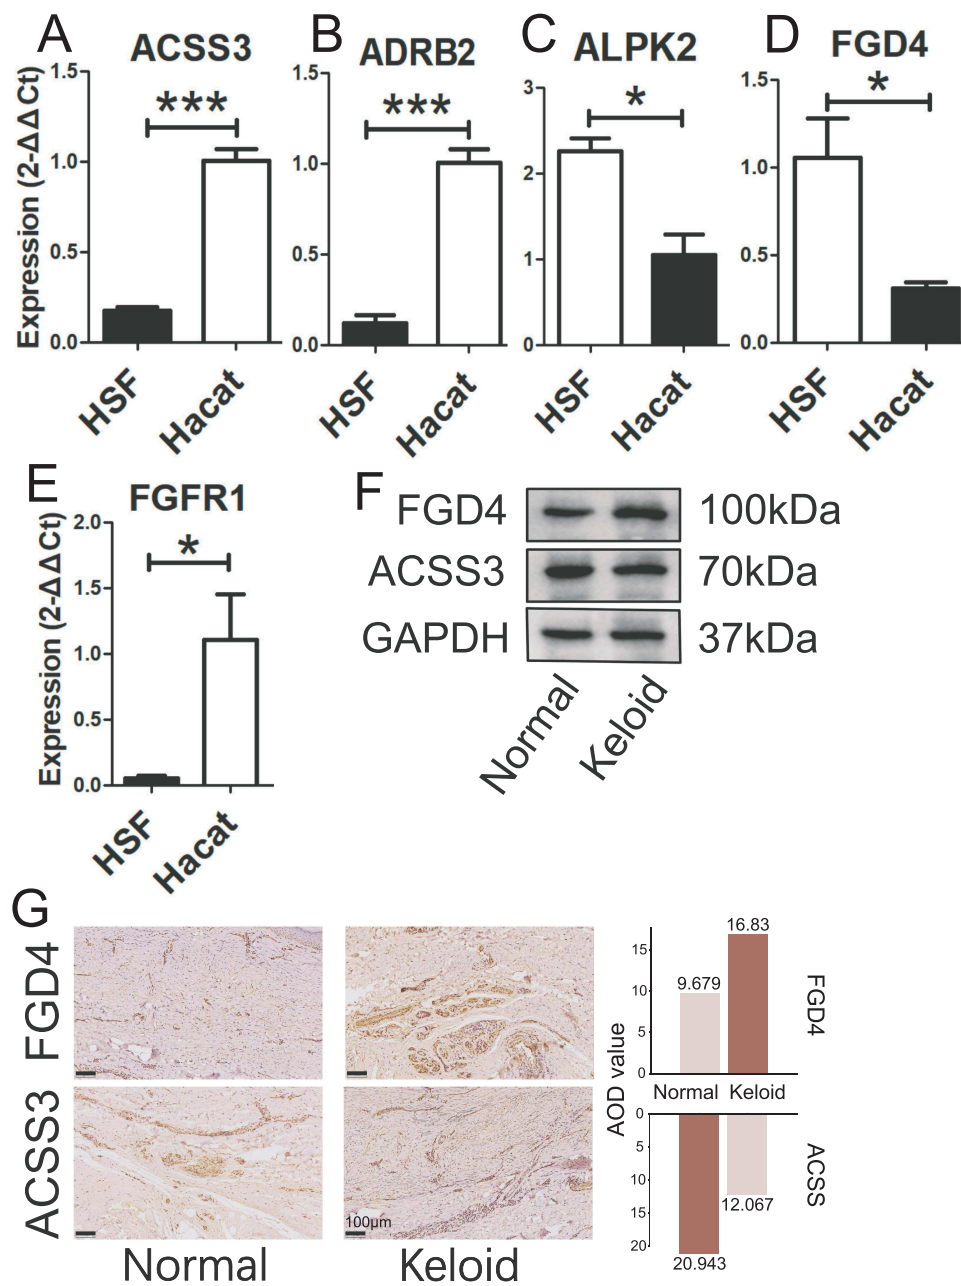 A
ACSS3
Expression (2-ΔΔCt)
1.5
1.0
0.5
0.0
***
HSF
Hacat
B
ADRB2
1.5
1.0
0.5
0.0
***
HSF
Hacat
C
ALPK2
3
2
1
0
*
HSF
Hacat
D
FGD4
1.5
1.0
0.5
0.0
*
HSF
Hacat
E
FGFR1
Expression (2-ΔΔCt)
2.0
1.5
1.0
0.5
0.0
*
HSF
Hacat
F
FGD4
100kDa
ACSS3
70kDa
GAPDH
37kDa
Normal
Keloid
G
FGD4
ACSS3
100μm
Normal
Keloid
AOD value
15
10
5
0
9.679
16.83
FGD4
Normal
Keloid
0
5
10
15
20
20.943
12.067
ACSS